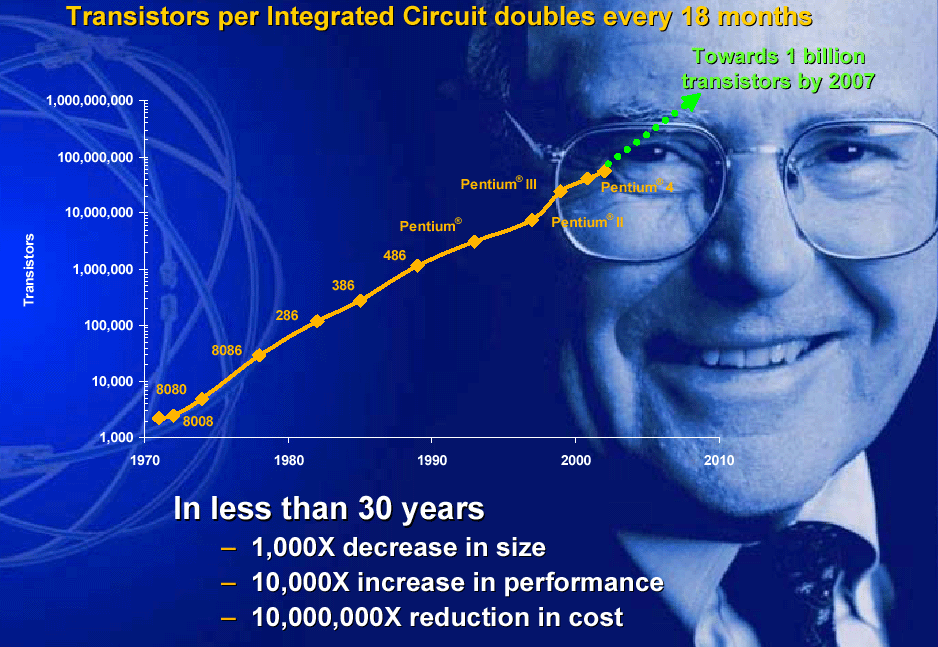 Transistors per Integrated Circuit doubles every 18 months
Towards 1 billion
transistors by 2007
1,000,000,000
100,000,000
Pentium® III
Pentium® 4
10,000,000
Pentium®
Pentium® II
Transistors
486
1,000,000
386
286
100,000
8086
10,000
8080
8008
1,000
1970 1980 1990 2000 2010
In less than 30 years
– 1,000X decrease in size
– 10,000X increase in performance
– 10,000,000X reduction in cost